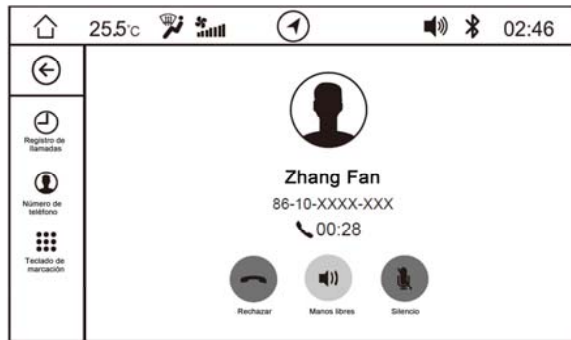 25.5°C
02:46
Registro de
llamadas
Número de
teléfono
Teclado de
marcación
Zhang Fan
86-10-XXXX-XXX
00:28
Rechazar
Manos libres
Silencio